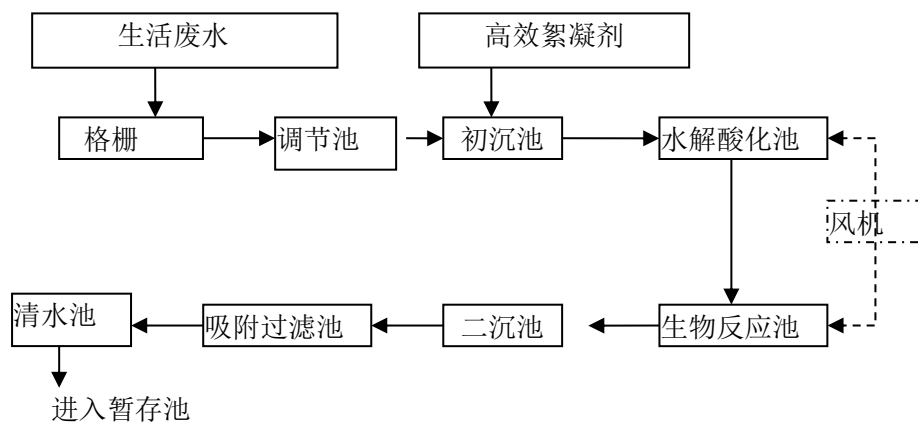 生活废水
高效絮凝剂
格栅
调节池
初沉池
水解酸化池
风机
清水池
吸附过滤池
二沉池
生物反应池
进入暂存池